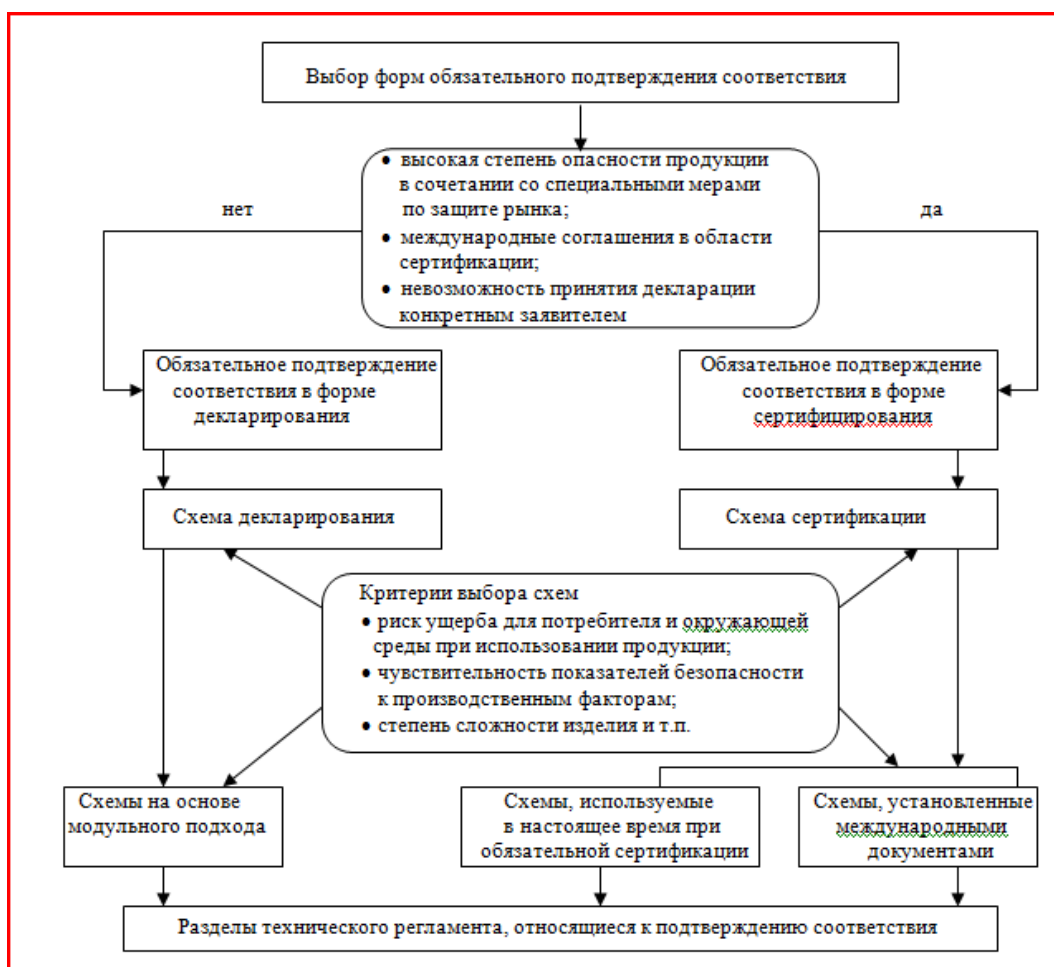 Выбор форм обязательного подтверждения соответствия
• высокая степень опасности продукции
в сочетании со специальными мерами
по защите рынка;
• международные соглашения в области
сертификации;
• невозможность принятия декларации
конкретным заявителем
нет
да
Обязательное подтверждение
соответствия в форме
декларирования
Обязательное подтверждение
соответствия в форме
сертифицирования
Схема декларирования
Схема сертификации
Критерии выбора схем
• риск ущерба для потребителя и окружающей
среды при использовании продукции;
• чувствительность показателей безопасности
к производственным факторам;
• степень сложности изделия и т.п.
Схемы на основе
модульного подхода
Схемы, используемые
в настоящее время при
обязательной сертификации
Схемы, установленные
международными
документами
Разделы технического регламента, относящиеся к подтверждению соответствия